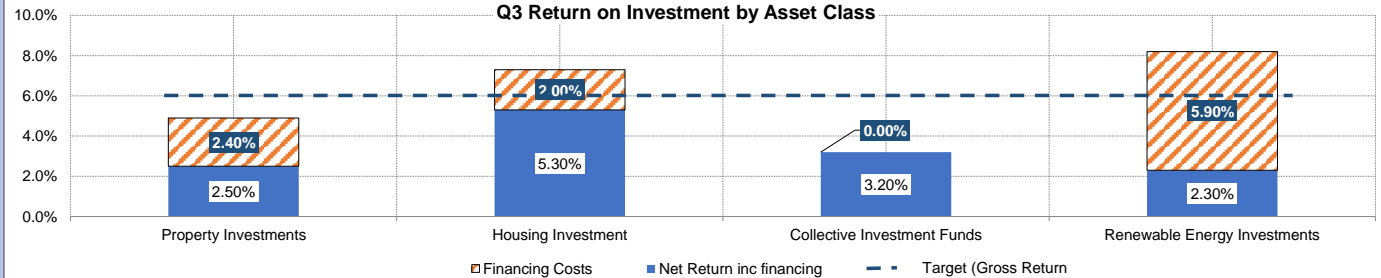 Q3 Return on Investment by Asset Class
10.0%
8.0%
6.0%
4.0%
2.0%
0.0%
2.40%
2.50%
2.00%
5.30%
0.00%
3.20%
5.90%
2.30%
Property Investments
Housing Investment
Collective Investment Funds
Renewable Energy Investments
Financing Costs
Net Return inc financing
Target (Gross Return